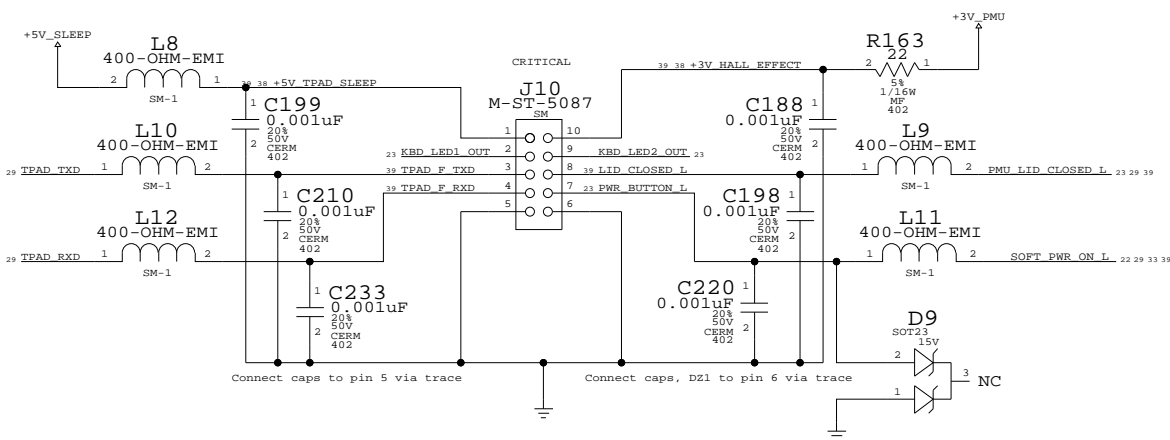 +5V_SLEEP
L8
400-OHM-EMI
2
1
SM-1
39 38 +5V_TPAD_SLEEP
1
C199
0.001uF
20%
50V
CERM
402
2
L10
400-OHM-EMI
29 TPAD_TXD
1
2
SM-1
1
C210
0.001uF
20%
50V
CERM
402
2
L12
400-OHM-EMI
29 TPAD_RXD
1
2
SM-1
1
C233
0.001uF
20%
50V
CERM
402
2
CRITICAL
J10
M-ST-5087
SM
1
10
2
9
3
8
4
7
5
6
23 KBD_LED1_OUT
39 TPAD_F_TXD
39 TPAD_F_RXD
KBD_LED2_OUT 23
39 LID_CLOSED_L
23 PWR_BUTTON_L
39 38 +3V_HALL_EFFECT
+3V_PMU
R163
22
2
1
5%
1/16W
MF
402
C188
1
0.001uF
20%
50V
CERM
402
2
L9
400-OHM-EMI
1
2
SM-1
PMU_LID_CLOSED_L 23 29 39
C198
1
0.001uF
20%
50V
CERM
402
2
L11
400-OHM-EMI
1
2
SM-1
SOFT_PWR_ON_L 22 29 33 39
C220
1
0.001uF
20%
50V
CERM
402
2
D9
SOT23
15V
2
3
NC
1
Connect caps to pin 5 via trace
Connect caps, DZ1 to pin 6 via trace